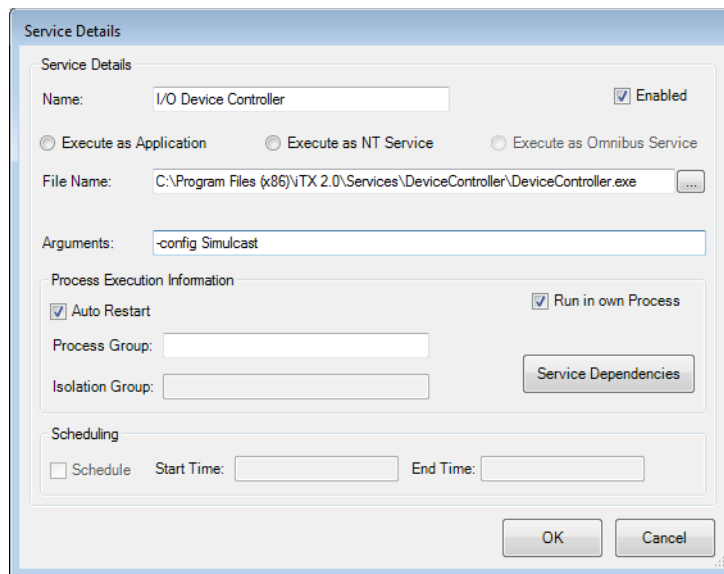 Service Details
Service Details
Name: I/O Device Controller Enabled
Execute as Application Execute as NT Service Execute as Omnibus Service
File Name: C:\Program Files (x86)\iTX 2.0\Services\DeviceController\DeviceController.exe ...
Arguments: -config Simulcast
Process Execution Information
Auto Restart Run in own Process
Process Group:
Isolation Group: Service Dependencies
Scheduling
Schedule Start Time: End Time:
OK Cancel